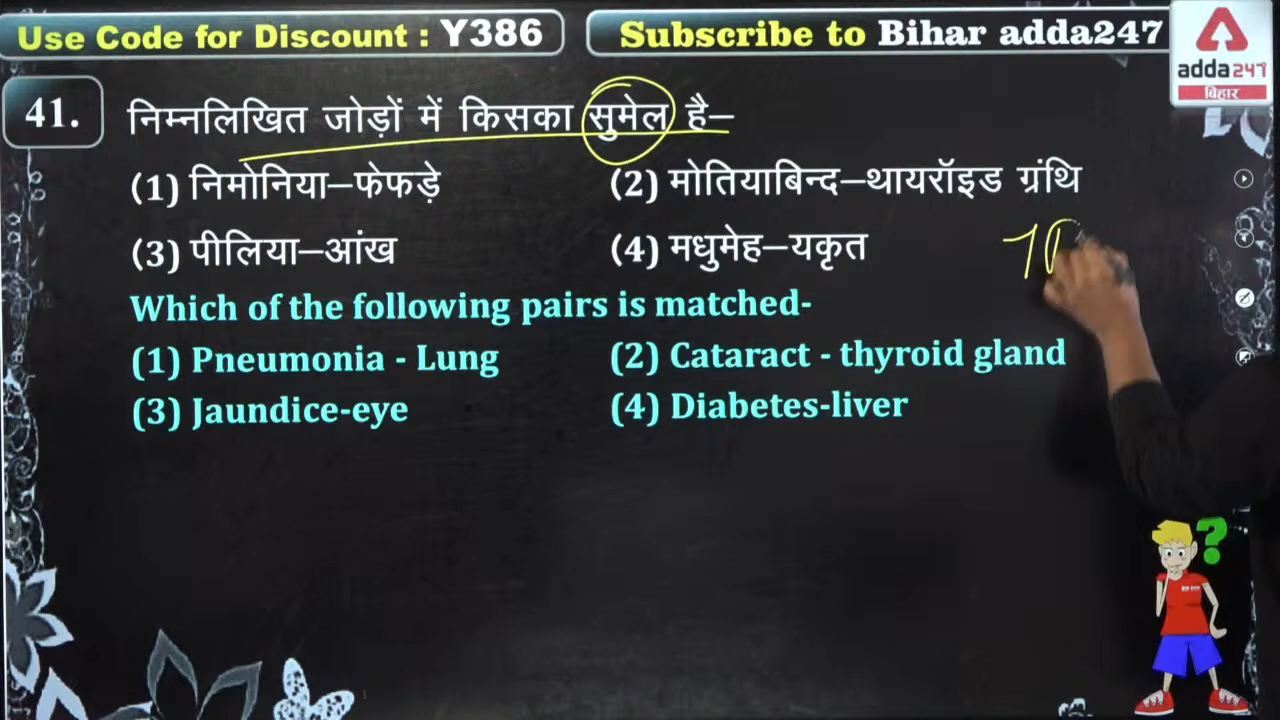 Use Code for Discount : Y386
Subscribe to Bihar adda247
adda247
बिहार
41. निम्नलिखित जोड़ों में किसका सुमेल है–
(1) निमोनिया–फेफड़े (2) मोतियाबिन्द–थायरॉइड ग्रंथि
(3) पीलिया–आंख (4) मधुमेह–यकृत
Which of the following pairs is matched-
(1) Pneumonia - Lung (2) Cataract - thyroid gland
(3) Jaundice-eye (4) Diabetes-liver